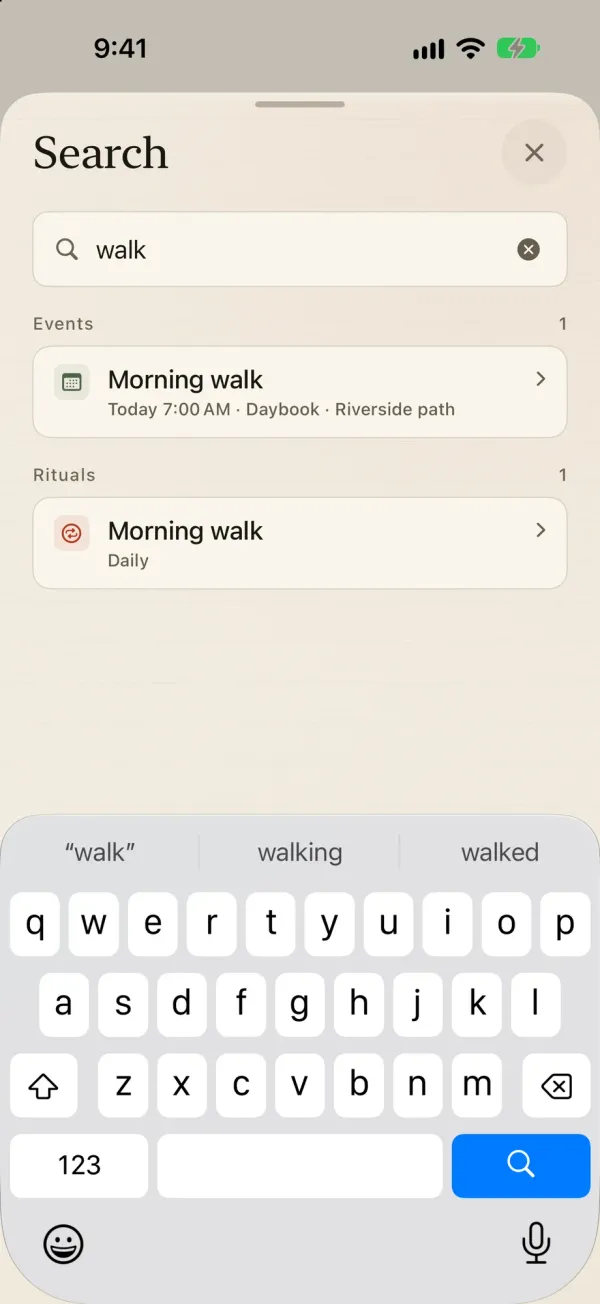 9:41
Search
walk
Events 1
Morning walk
Today 7:00 AM · Daybook · Riverside path
Rituals 1
Morning walk
Daily
“walk” walking walked
q w e r t y u i o p
a s d f g h j k l
z x c v b n m
123